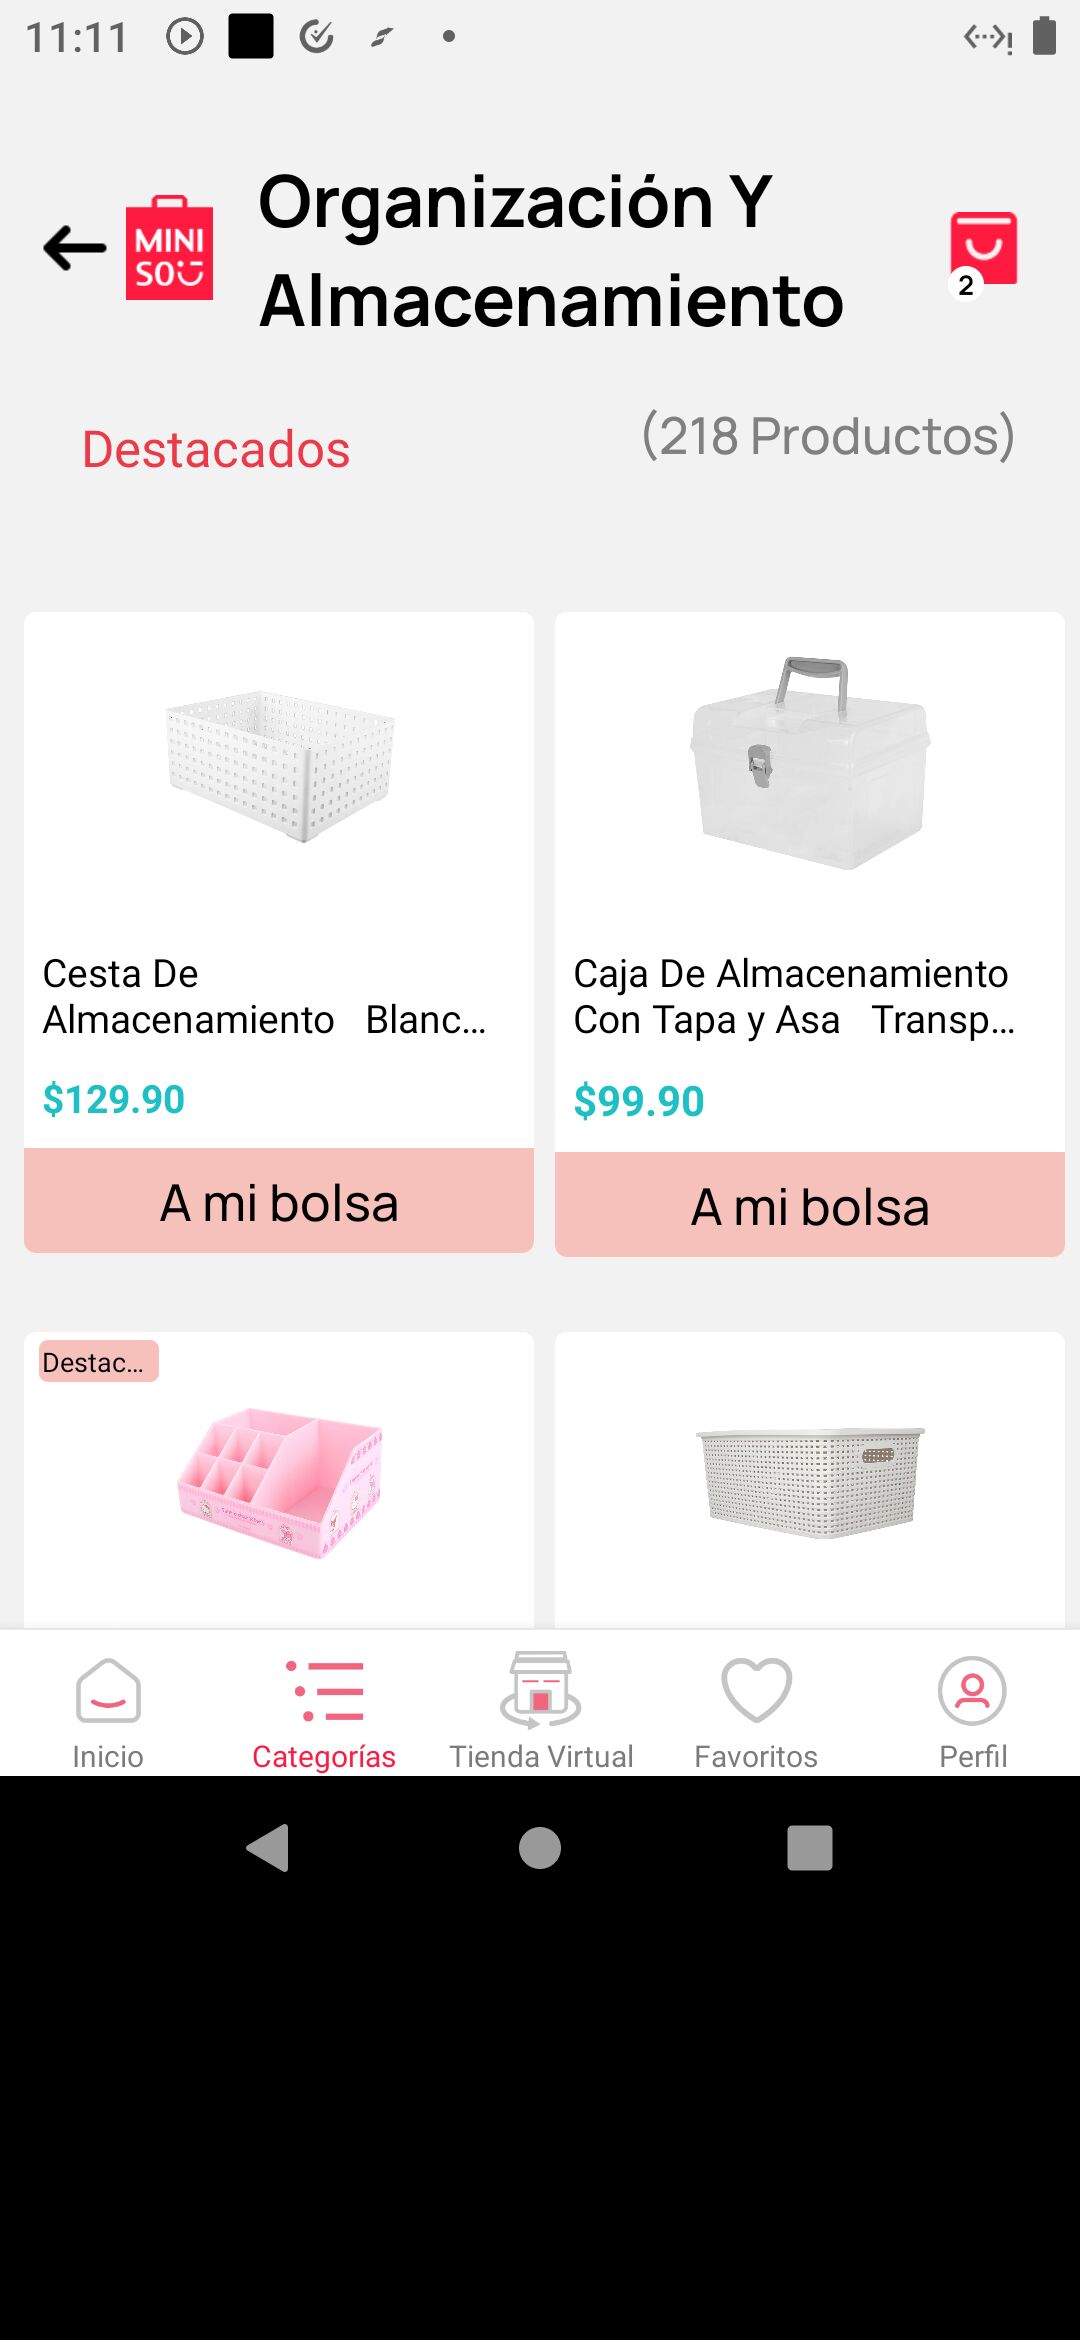 11:11
MINI
SO
Organización Y
Almacenamiento
2
Destacados
(218 Productos)
Cesta De
Almacenamiento Blanc...
$129.90
A mi bolsa
Caja De Almacenamiento
Con Tapa y Asa Transp...
$99.90
A mi bolsa
Destac...
Inicio
Categorías
Tienda Virtual
Favoritos
Perfil